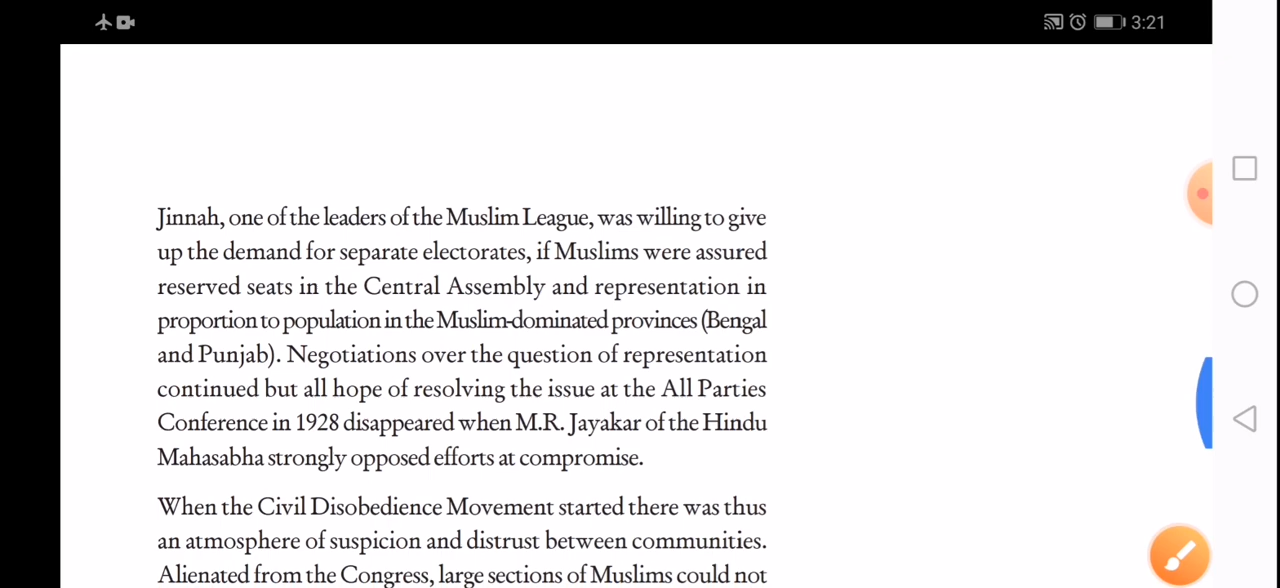 3:21
Jinnah, one of the leaders of the Muslim League, was willing to give
up the demand for separate electorates, if Muslims were assured
reserved seats in the Central Assembly and representation in
proportion to population in the Muslim-dominated provinces (Bengal
and Punjab). Negotiations over the question of representation
continued but all hope of resolving the issue at the All Parties
Conference in 1928 disappeared when M.R. Jayakar of the Hindu
Mahasabha strongly opposed efforts at compromise.
When the Civil Disobedience Movement started there was thus
an atmosphere of suspicion and distrust between communities.
Alienated from the Congress, large sections of Muslims could not